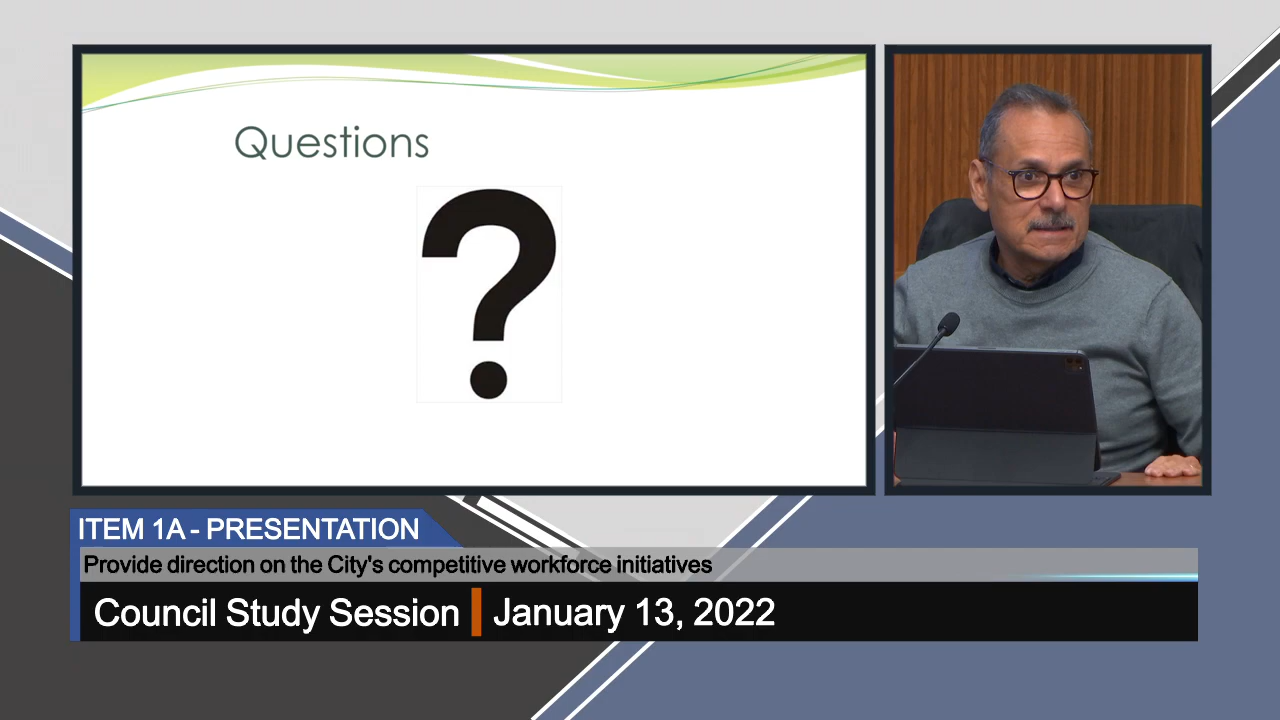 Questions
?
ITEM 1A - PRESENTATION
Provide direction on the City's competitive workforce initiatives
Council Study Session
January 13, 2022